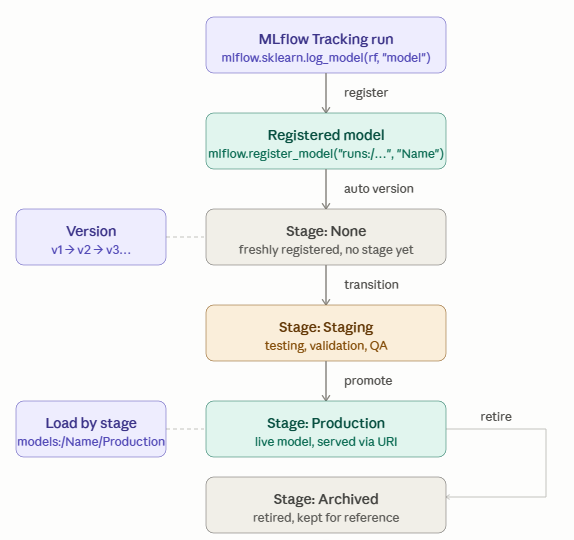 MLflow Tracking run
mlflow.sklearn.log_model(rf, "model")
register
Registered model
mlflow.register_model("runs:/...", "Name")
auto version
Version
v1 → v2 → v3...
Stage: None
freshly registered, no stage yet
transition
Stage: Staging
testing, validation, QA
promote
Load by stage
models:/Name/Production
Stage: Production
live model, served via URI
retire
Stage: Archived
retired, kept for reference